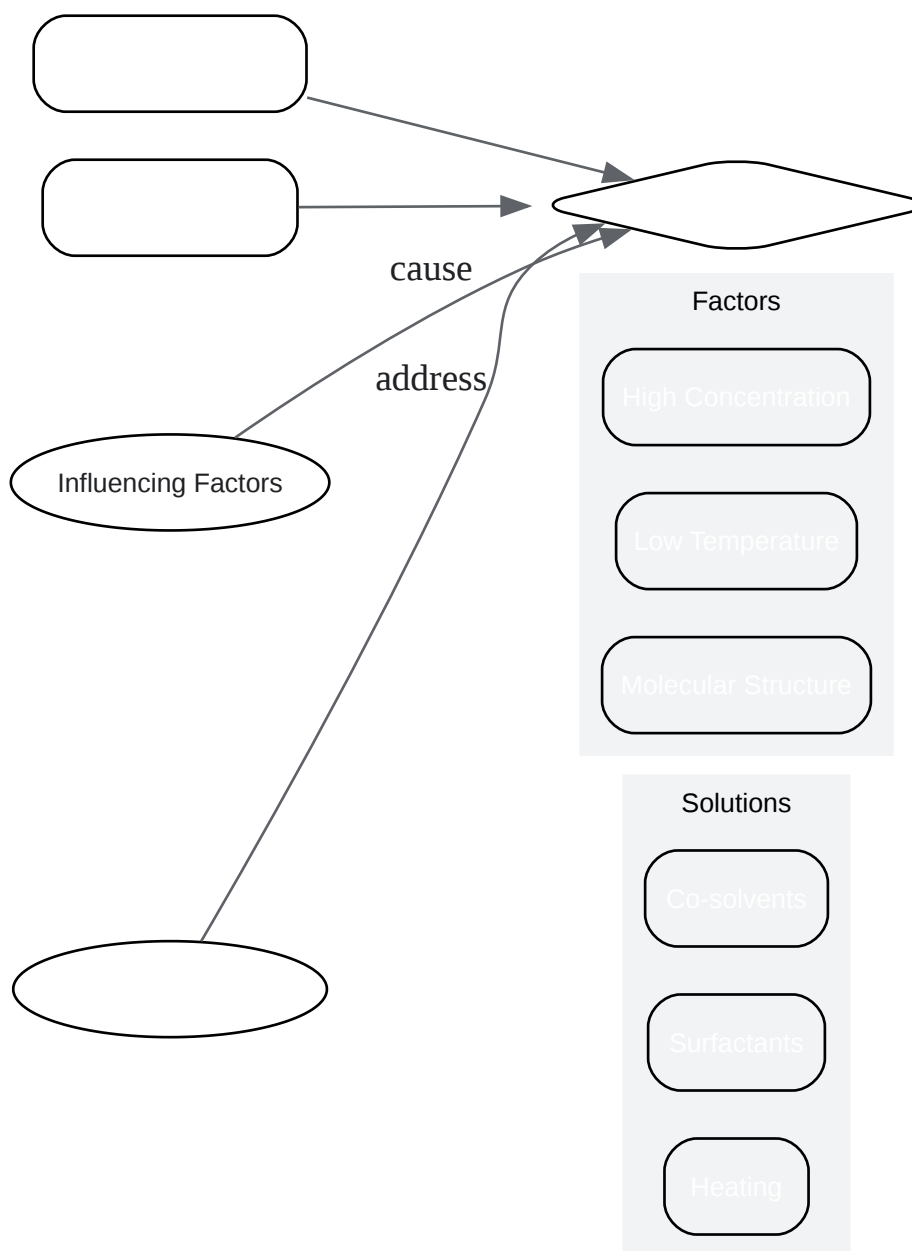 cause
Factors
High Concentration
address
Influencing Factors
Low Temperature
Molecular Structure
Solutions
Co-solvents
Surfactants
Heating